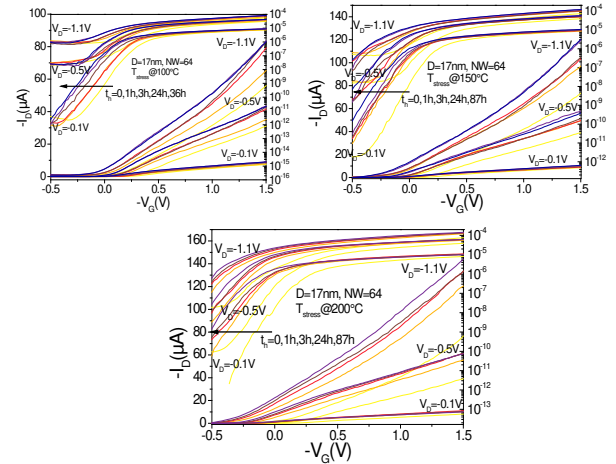 100
80
60
40
20
0
-I_D(µA)
V_D=-1.1V
V_D=-0.5V
V_D=-0.1V
D=17nm, NW=64
T_stress@100°C
t_h=0,1h,3h,24h,36h
V_D=-1.1V
V_D=-0.5V
V_D=-0.1V
10^-4
10^-5
10^-6
10^-7
10^-8
10^-9
10^-10
10^-11
10^-12
10^-13
10^-14
10^-15
10^-16
-0.5 0.0 0.5 1.0 1.5
-V_G(V)
140
120
100
80
60
40
20
0
-I_D(µA)
V_D=-1.1V
V_D=-0.5V
V_D=-0.1V
D=17nm, NW=64
T_stress@150°C
t_h=0,1h,3h,24h,87h
V_D=-1.1V
V_D=-0.5V
V_D=-0.1V
10^-4
10^-5
10^-6
10^-7
10^-8
10^-9
10^-10
10^-11
10^-12
-0.5 0.0 0.5 1.0 1.5
-V_G(V)
160
140
120
100
80
60
40
20
0
-I_D(µA)
V_D=-1.1V
V_D=-0.5V
V_D=-0.1V
D=17nm, NW=64
T_stress@200°C
t_h=0,1h,3h,24h,87h
V_D=-1.1V
V_D=-0.5V
V_D=-0.1V
10^-4
10^-5
10^-6
10^-7
10^-8
10^-9
10^-10
10^-11
10^-12
10^-13
-0.5 0.0 0.5 1.0 1.5
-V_G(V)